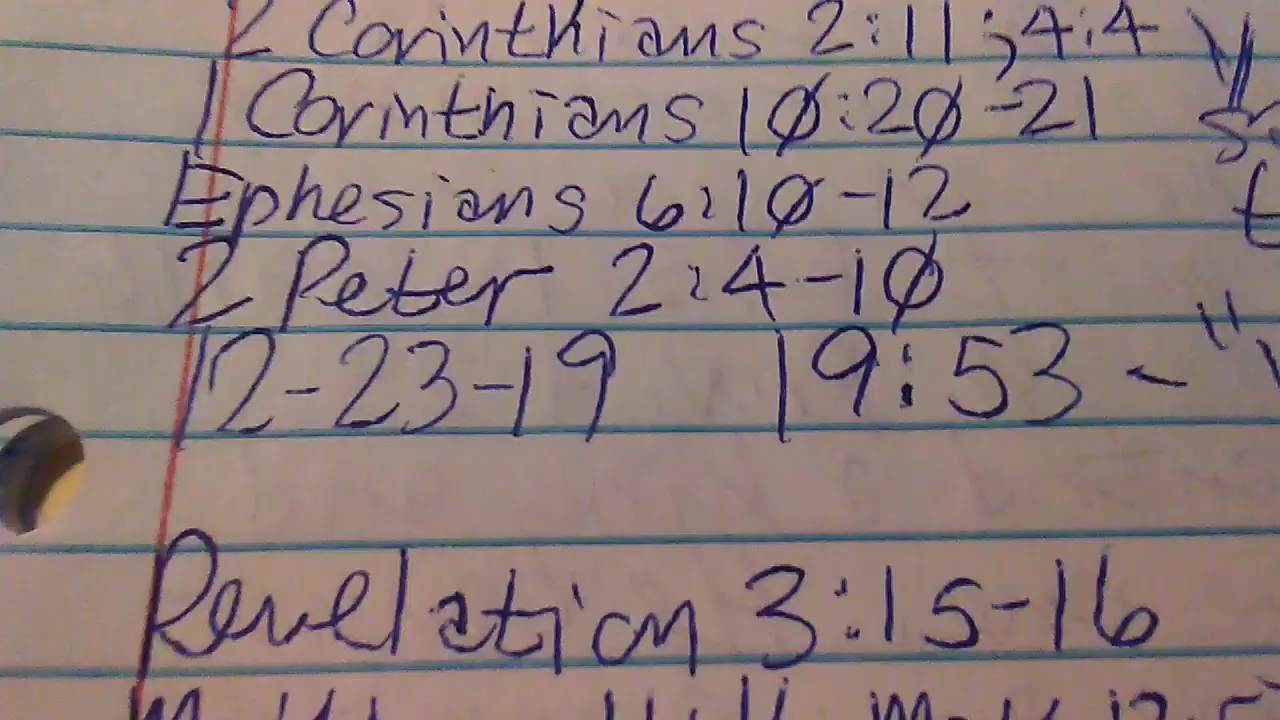 2 Corinthians 2:11; 4:4
1 Corinthians 10:20-21
Ephesians 6:10-12
2 Peter 2:4-10
12-23-19 19:53 - "
Revelation 3:15-16